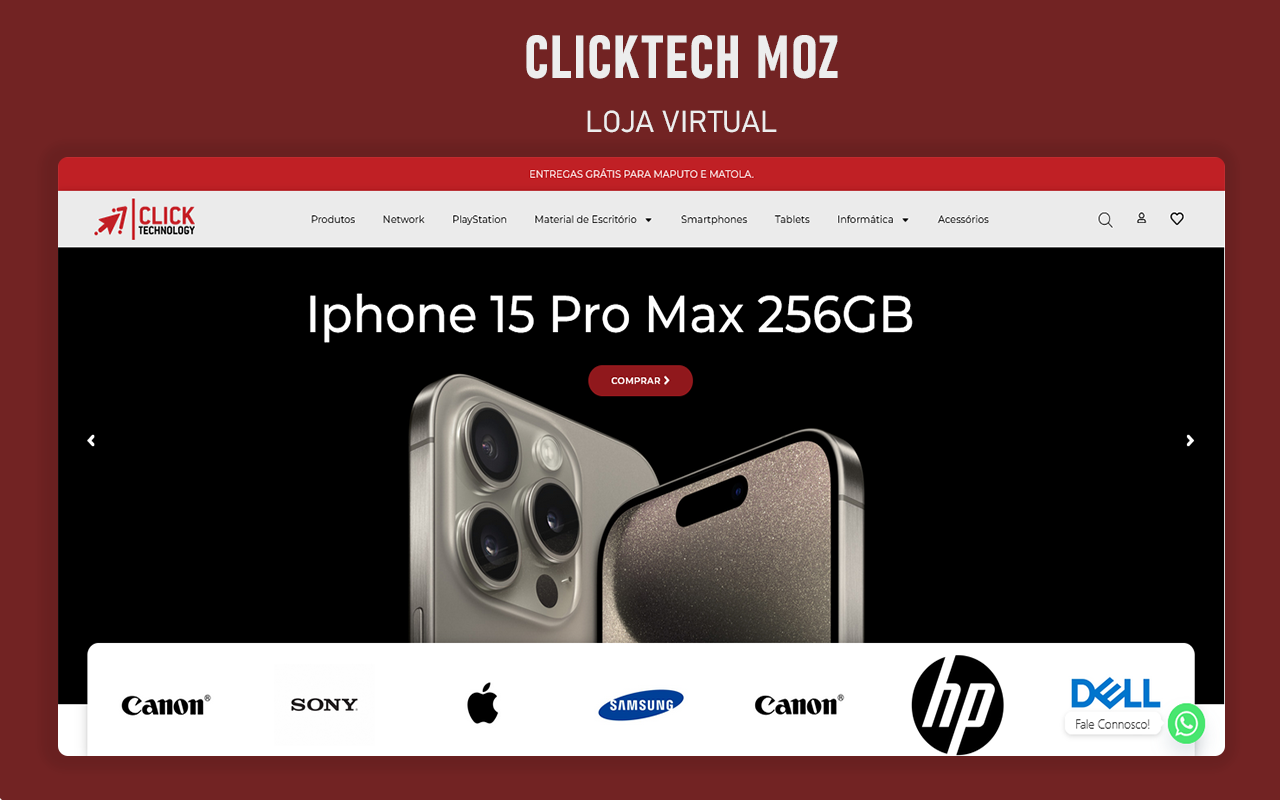 CLICKTECH MOZ
LOJA VIRTUAL
ENTREGAS GRÁTIS PARA MAPUTO E MATOLA.
CLICK
TECHNOLOGY
Produtos Network PlayStation Material de Escritório Smartphones Tablets Informática Acessórios
Iphone 15 Pro Max 256GB
COMPRAR
Canon® SONY SAMSUNG Canon® hp DELL
Fale Connosco!